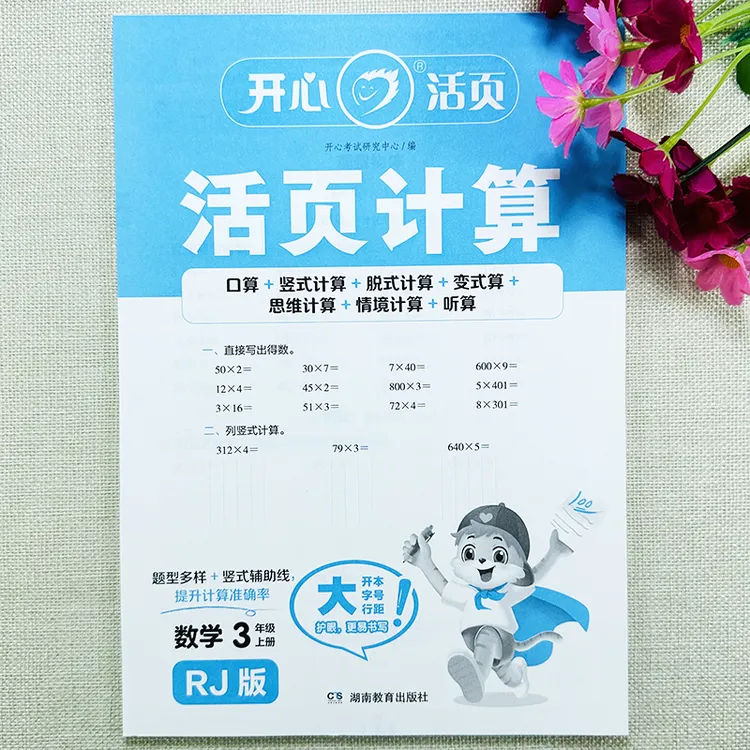 开心 活页
®
开心考试研究中心/编
活页计算
口算+竖式计算+脱式计算+变式算+
思维计算+情境计算+听算
一、直接写出得数。
50×2= 30×7= 7×40= 600×9=
12×4= 45×2= 800×3= 5×401=
3×16= 51×3= 72×4= 8×301=
二、列竖式计算。
312×4= 79×3= 640×5=
100
题型多样+竖式辅助线,
提升计算准确率
大 开本
字号
行距 !
护眼,更易书写
数学 3 年级
上册
RJ版
湖南教育出版社